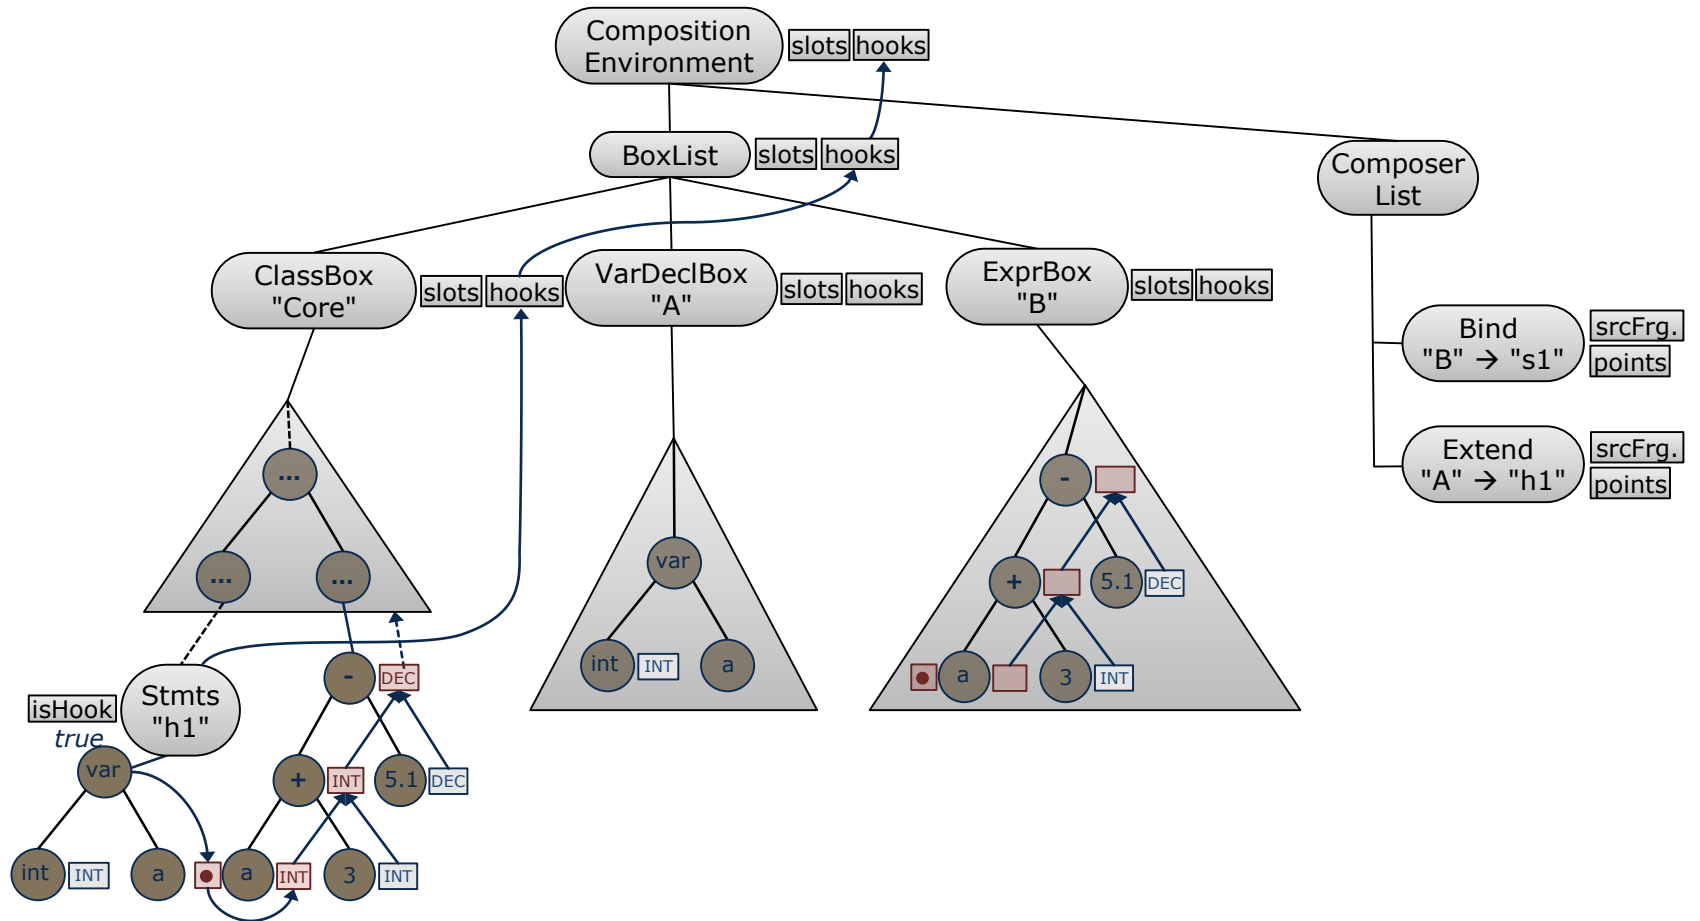 Composition
Environment
slots hooks
BoxList
slots hooks
Composer
List
ClassBox
"Core"
slots hooks
VarDeclBox
"A"
slots hooks
ExprBox
"B"
slots hooks
Bind
"B" → "s1"
srcFrg.
points
Extend
"A" → "h1"
srcFrg.
points
...
... ...
var
int INT a
-
+ 5.1 DEC
a 3 INT
Stmts
"h1"
isHook
true
- DEC
var
+ INT 5.1 DEC
int INT a a INT 3 INT